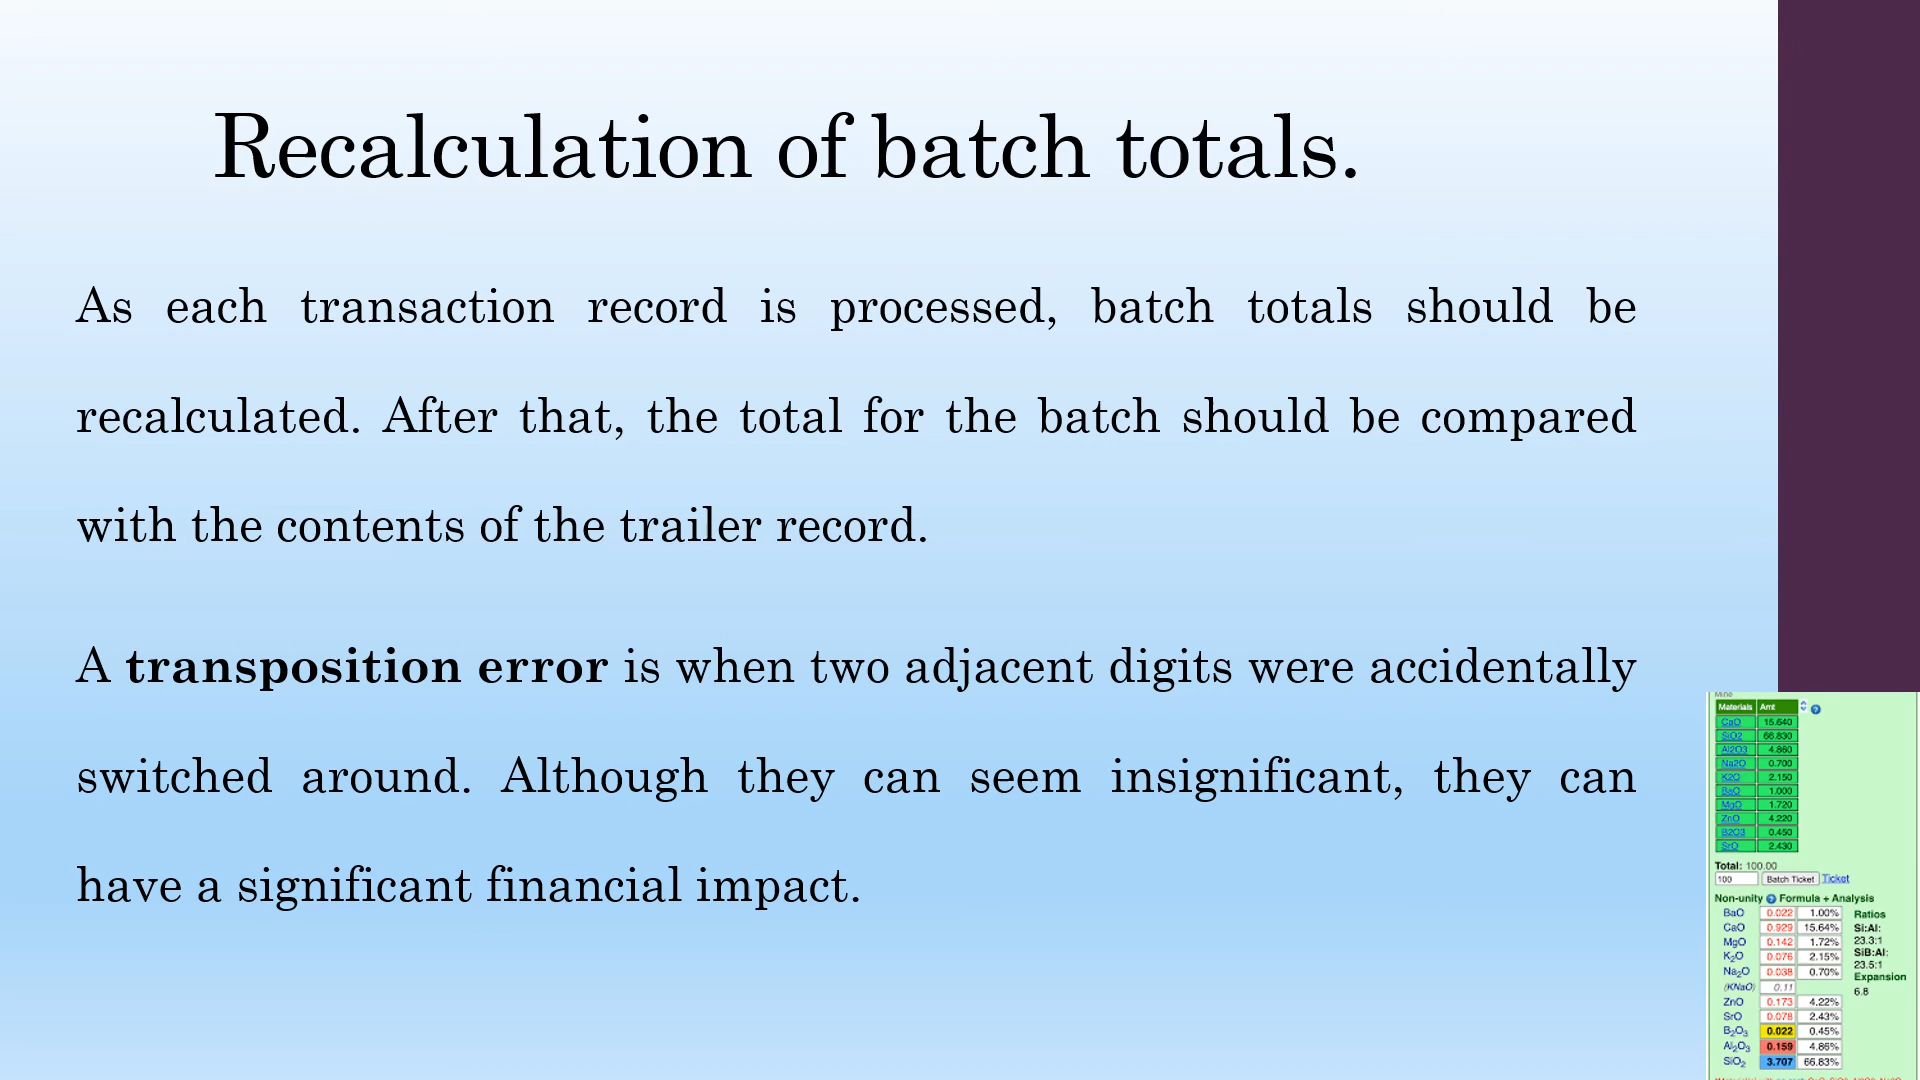 Recalculation of batch totals.
As each transaction record is processed, batch totals should be
recalculated. After that, the total for the batch should be compared
with the contents of the trailer record.
A transposition error is when two adjacent digits were accidentally
switched around. Although they can seem insignificant, they can
have a significant financial impact.
Materials Amt
CaO 15.640
SiO2 66.830
Al2O3 4.860
Na2O 0.700
K2O 2.150
BaO 1.000
MgO 1.720
ZnO 4.220
B2O3 0.450
SrO 2.430
Total: 100.00
100 Batch Ticket Ticket
Non-unity ? Formula + Analysis
BaO 0.022 1.00% Ratios
CaO 0.929 15.64% Si:Al:
MgO 0.142 1.72% 23.3:1
K₂O 0.076 2.15% SiB:Al:
23.5:1
Na₂O 0.038 0.70% Expansion
(KNaO) 0.11 6.8
ZnO 0.173 4.22%
SrO 0.078 2.43%
B₂O₃ 0.022 0.45%
Al₂O₃ 0.159 4.86%
SiO₂ 3.707 66.83%